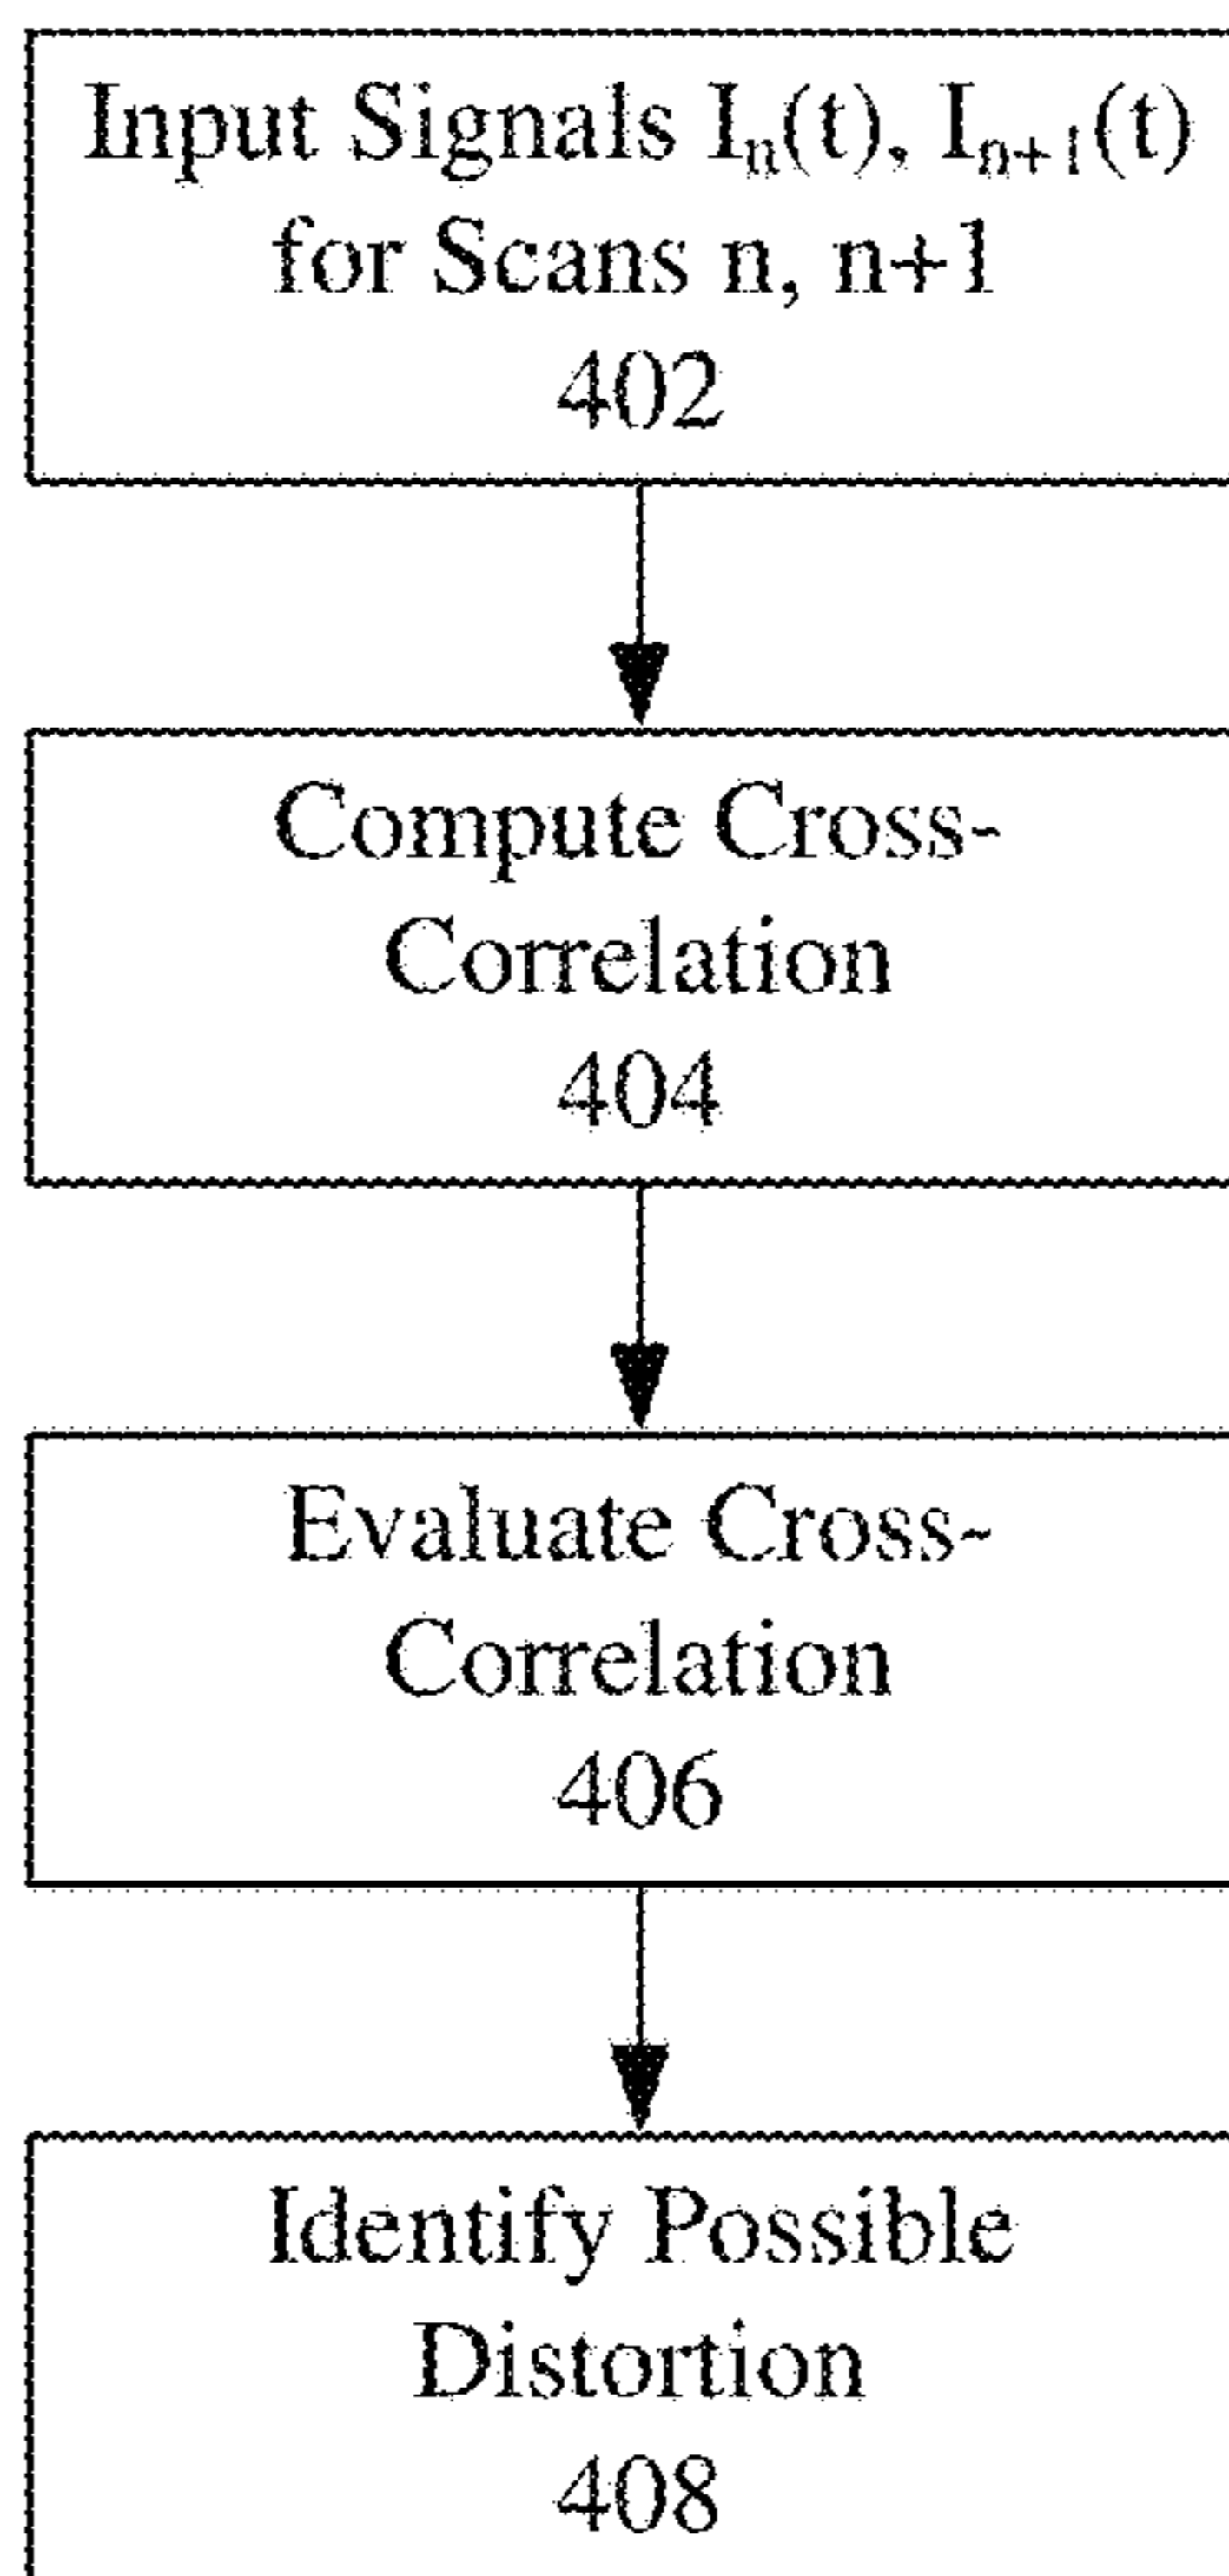 Input Signals Iₙ(t), Iₙ₊₁(t)
for Scans n, n+1
402
Compute Cross-
Correlation
404
Evaluate Cross-
Correlation
406
Identify Possible
Distortion
408